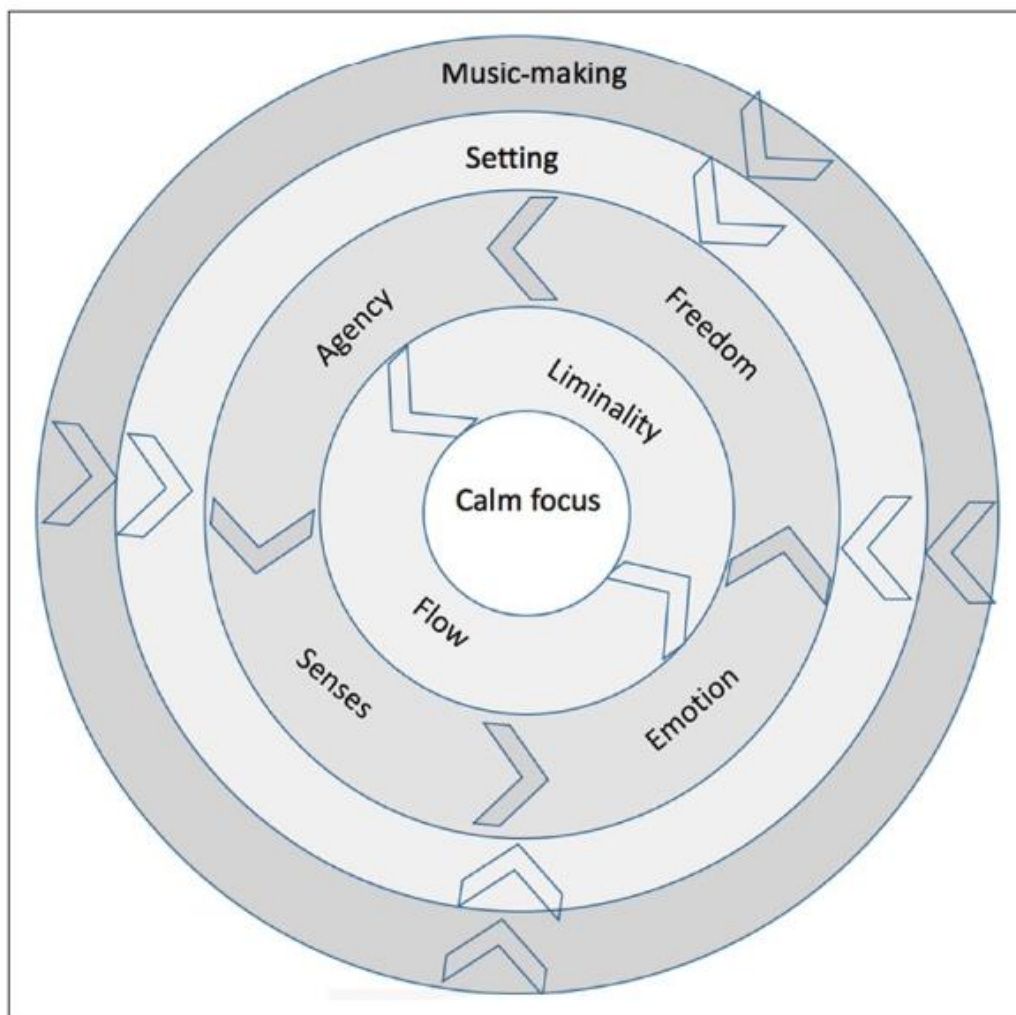 Music-making
Setting
Agency
Freedom
Liminality
Calm focus
Flow
Senses
Emotion